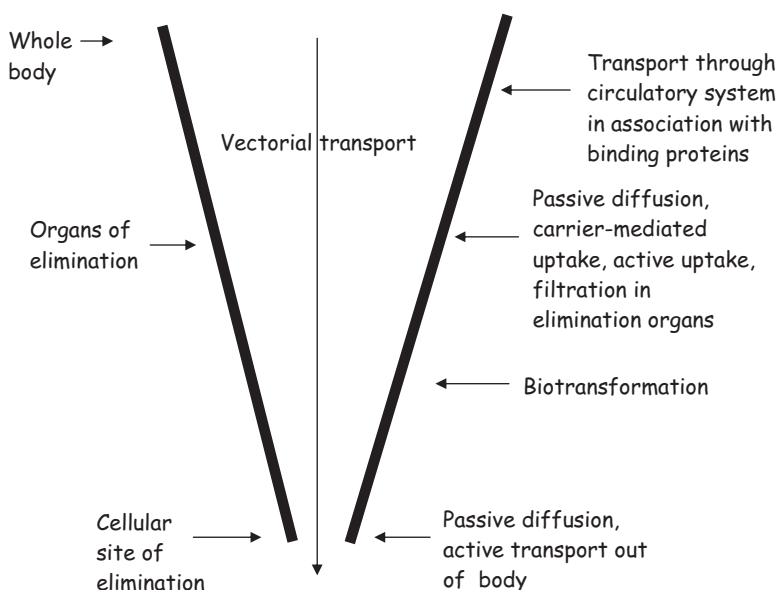 Whole
body
Vectorial transport
Organs of
elimination
Cellular
site of
elimination
Transport through
circulatory system
in association with
binding proteins
Passive diffusion,
carrier-mediated
uptake, active uptake,
filtration in
elimination organs
Biotransformation
Passive diffusion,
active transport out
of body